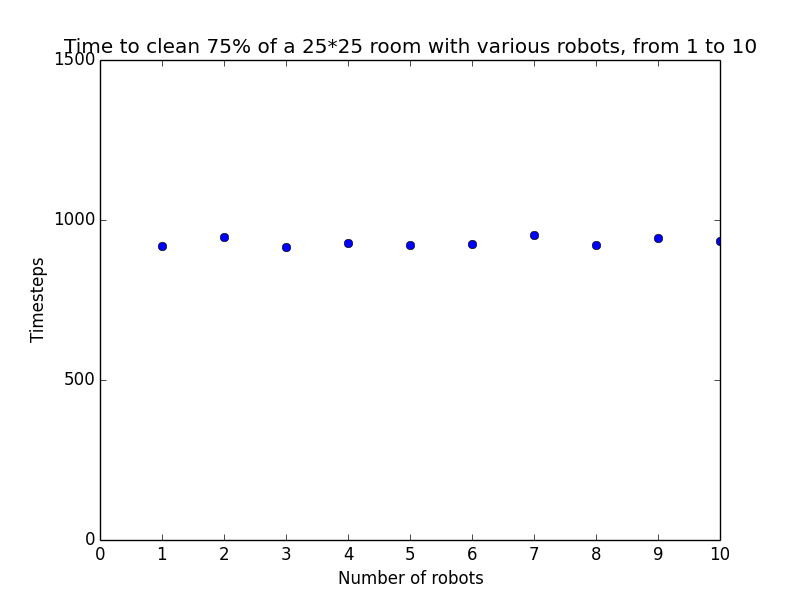 Time to clean 75% of a 25*25 room with various robots, from 1 to 10
1500
1000
500
0
Timesteps
0 1 2 3 4 5 6 7 8 9 10
Number of robots